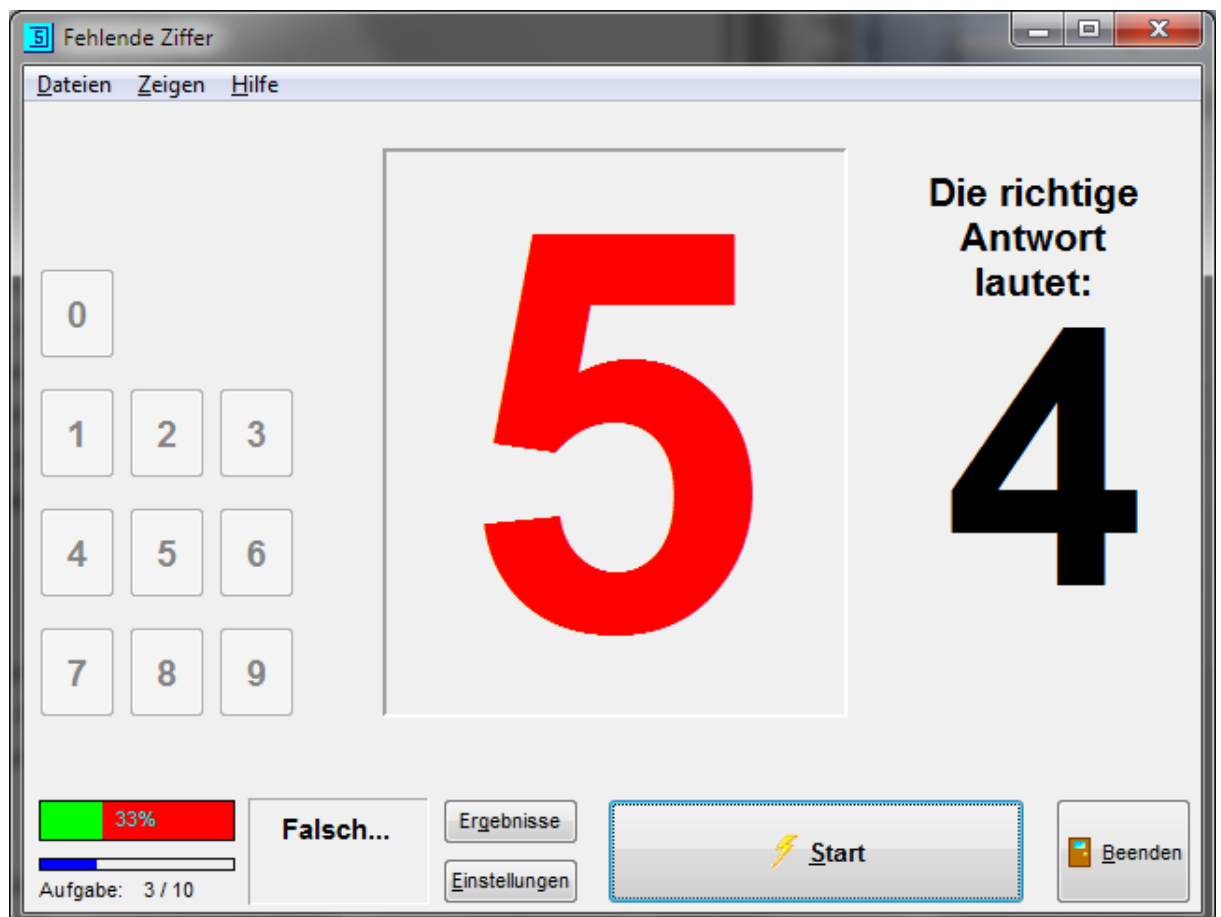 Fehlende Ziffer
Dateien Zeigen Hilfe
5
Die richtige
Antwort
lautet:
4
0
1 2 3
4 5 6
7 8 9
33%
Aufgabe: 3 / 10
Falsch...
Ergebnisse
Einstellungen
Start
Beenden